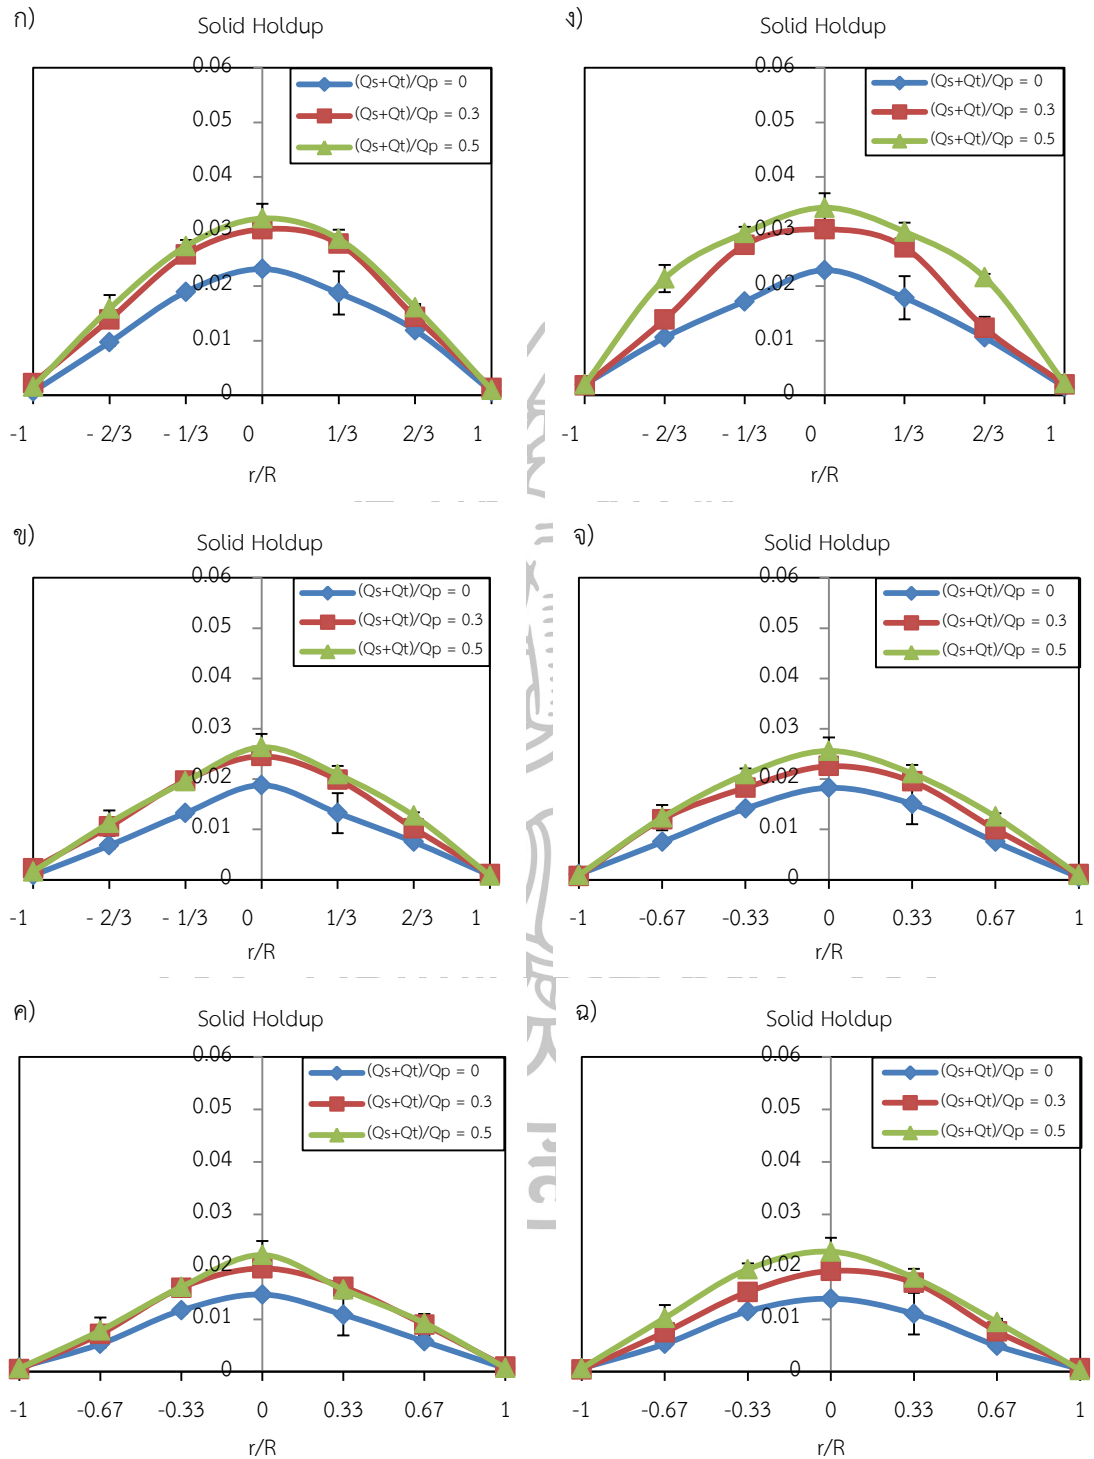 ก)
Solid Holdup
0.06
0.05
0.04
0.03
0.02
0.01
0
(Qs+Qt)/Qp = 0
(Qs+Qt)/Qp = 0.3
(Qs+Qt)/Qp = 0.5
-1 - 2/3 - 1/3 0 1/3 2/3 1
r/R
ง)
Solid Holdup
0.06
0.05
0.04
0.03
0.02
0.01
0
(Qs+Qt)/Qp = 0
(Qs+Qt)/Qp = 0.3
(Qs+Qt)/Qp = 0.5
-1 - 2/3 - 1/3 0 1/3 2/3 1
r/R
ข)
Solid Holdup
0.06
0.05
0.04
0.03
0.02
0.01
0
(Qs+Qt)/Qp = 0
(Qs+Qt)/Qp = 0.3
(Qs+Qt)/Qp = 0.5
-1 - 2/3 - 1/3 0 1/3 2/3 1
r/R
จ)
Solid Holdup
0.06
0.05
0.04
0.03
0.02
0.01
0
(Qs+Qt)/Qp = 0
(Qs+Qt)/Qp = 0.3
(Qs+Qt)/Qp = 0.5
-1 -0.67 -0.33 0 0.33 0.67 1
r/R
ค)
Solid Holdup
0.06
0.05
0.04
0.03
0.02
0.01
0
(Qs+Qt)/Qp = 0
(Qs+Qt)/Qp = 0.3
(Qs+Qt)/Qp = 0.5
-1 -0.67 -0.33 0 0.33 0.67 1
r/R
ฉ)
Solid Holdup
0.06
0.05
0.04
0.03
0.02
0.01
0
(Qs+Qt)/Qp = 0
(Qs+Qt)/Qp = 0.3
(Qs+Qt)/Qp = 0.5
-1 -0.67 -0.33 0 0.33 0.67 1
r/R